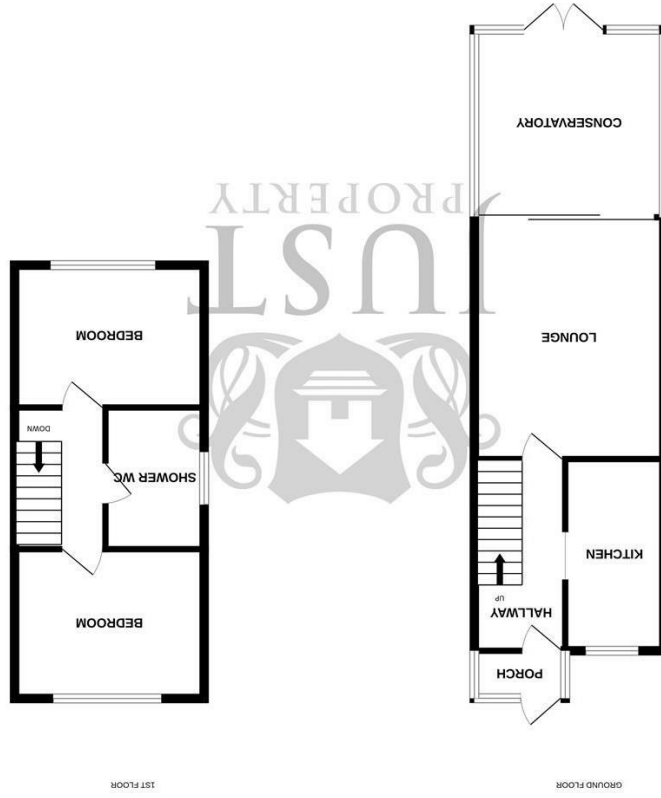 GROUND FLOOR
PORCH
HALLWAY
UP
KITCHEN
LOUNGE
CONSERVATORY
1ST FLOOR
BEDROOM
SHOWER WC
DOWN
BEDROOM
JUST
PROPERTY